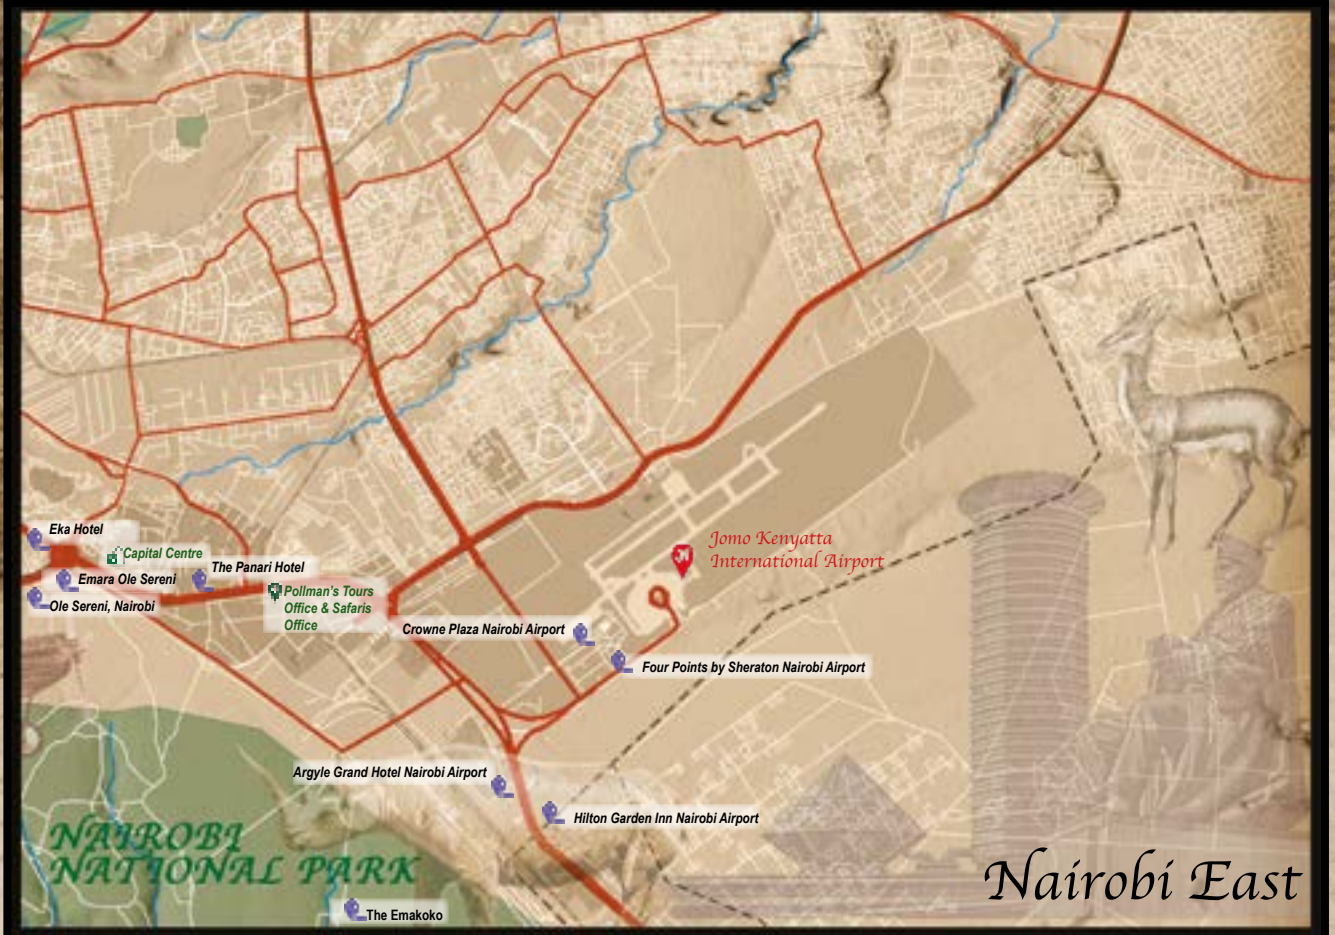 Jomo Kenyatta
International Airport
Eka Hotel
Capital Centre
The Panari Hotel
Emara Ole Sereni
Pollman's Tours
Office & Safaris
Office
Ole Sereni, Nairobi
Crowne Plaza Nairobi Airport
Four Points by Sheraton Nairobi Airport
Argyle Grand Hotel Nairobi Airport
Hilton Garden Inn Nairobi Airport
NAIROBI
NATIONAL PARK
The Emakoko
Nairobi East